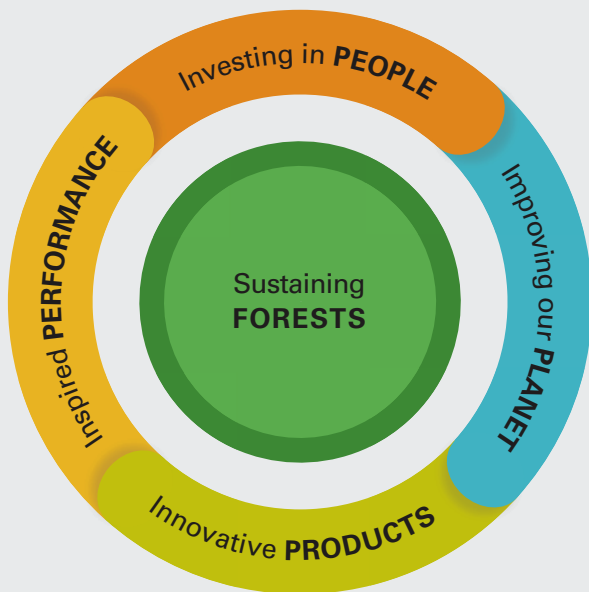 Investing in PEOPLE
Improving our PLANET
Innovative PRODUCTS
Inspired PERFORMANCE
Sustaining
FORESTS